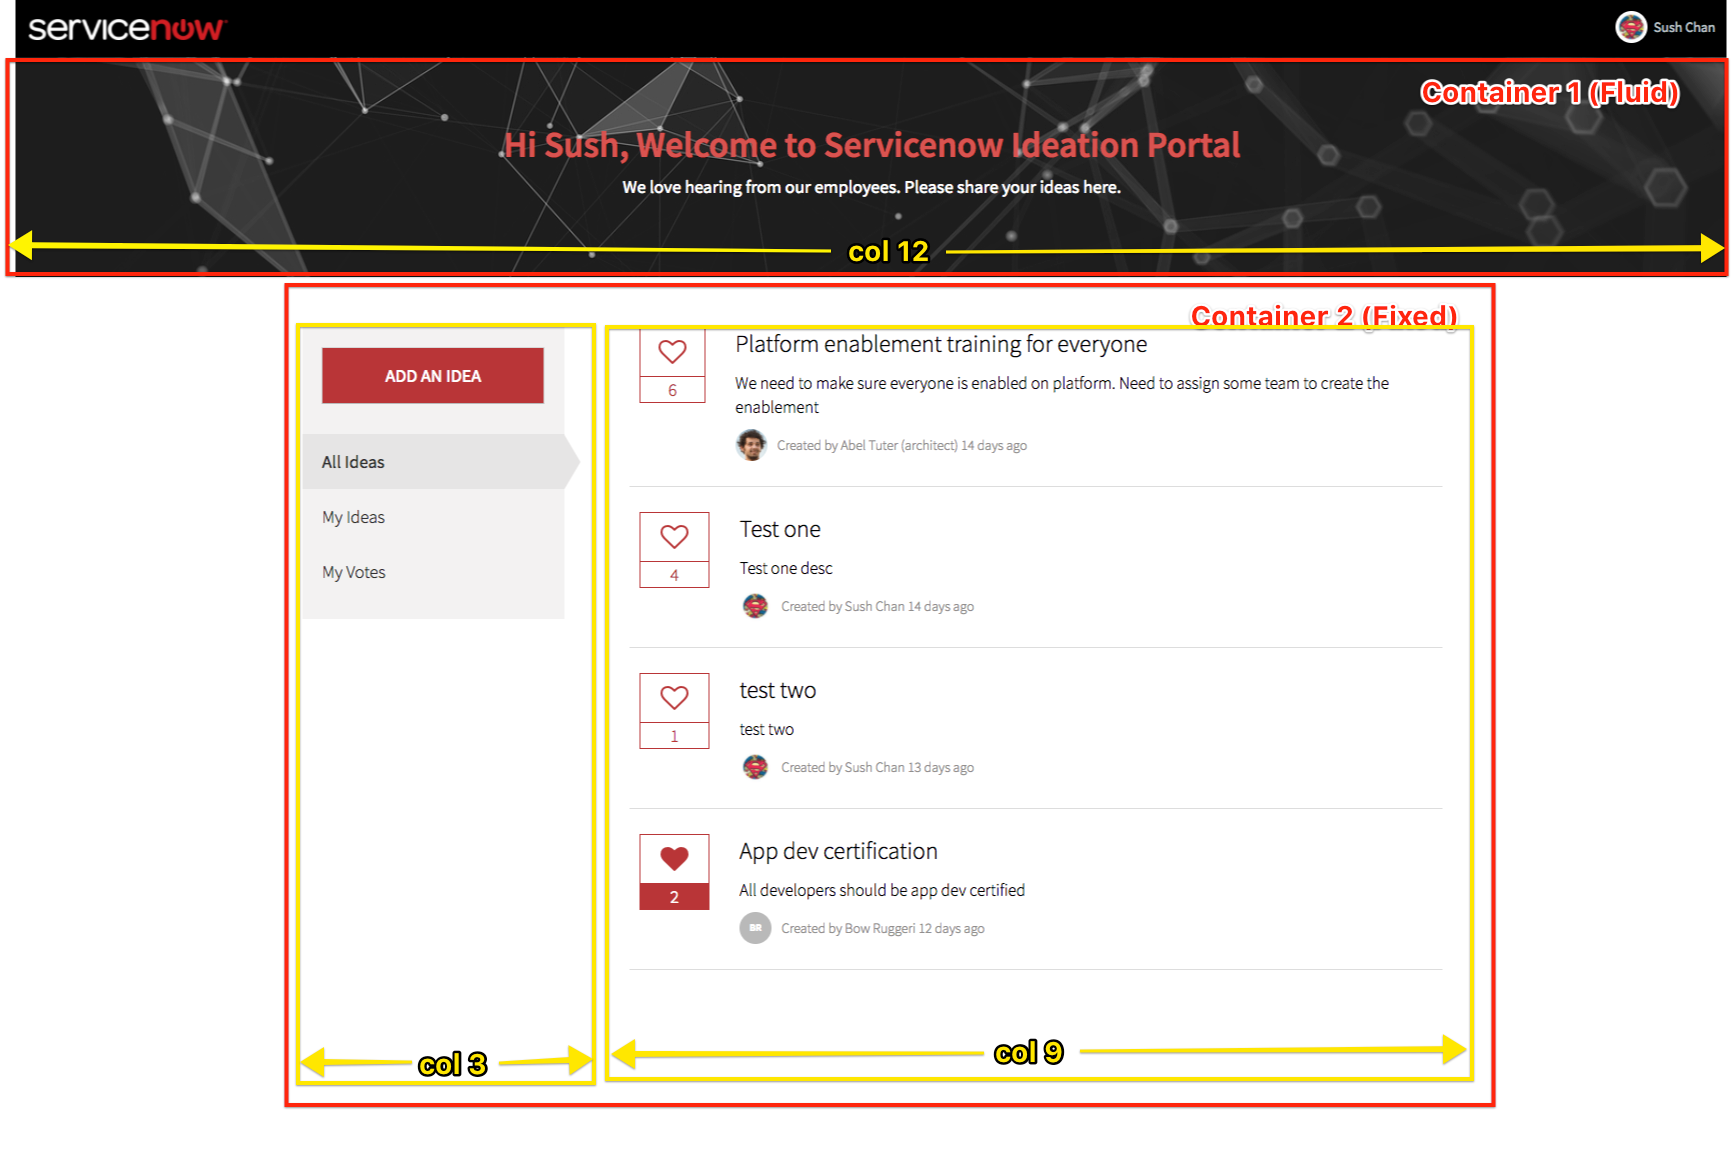 servicenow
Sush Chan
Container 1 (Fluid)
Hi Sush, Welcome to Servicenow Ideation Portal
We love hearing from our employees. Please share your ideas here.
col 12
Container 2 (Fixed)
ADD AN IDEA
All Ideas
My Ideas
My Votes
Platform enablement training for everyone
6
We need to make sure everyone is enabled on platform. Need to assign some team to create the
enablement
Created by Abel Tuter (architect) 14 days ago
Test one
4
Test one desc
Created by Sush Chan 14 days ago
test two
1
test two
Created by Sush Chan 13 days ago
App dev certification
2
All developers should be app dev certified
BR
Created by Bow Ruggeri 12 days ago
col 3
col 9